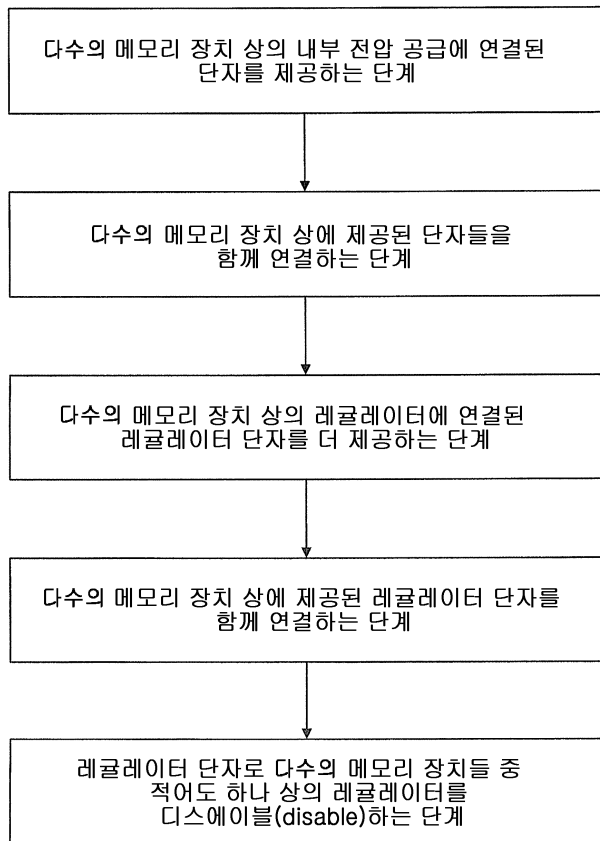 다수의 메모리 장치 상의 내부 전압 공급에 연결된
단자를 제공하는 단계
다수의 메모리 장치 상에 제공된 단자들을
함께 연결하는 단계
다수의 메모리 장치 상의 레귤레이터에 연결된
레귤레이터 단자를 더 제공하는 단계
다수의 메모리 장치 상에 제공된 레귤레이터 단자를
함께 연결하는 단계
레귤레이터 단자로 다수의 메모리 장치들 중
적어도 하나 상의 레귤레이터를
디스에이블(disable)하는 단계